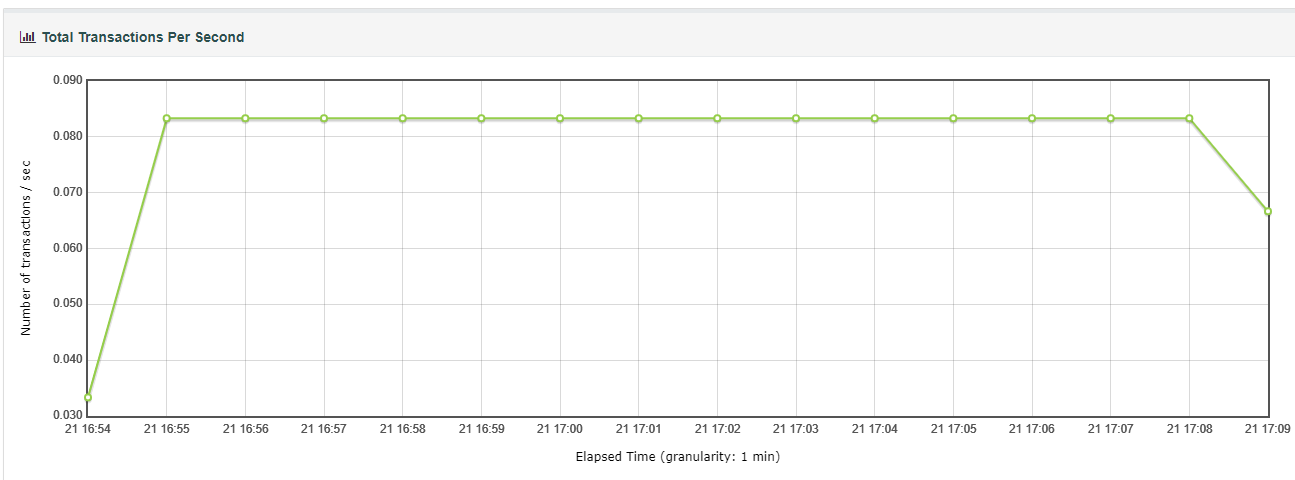 Total Transactions Per Second
0.090
0.080
0.070
0.060
0.050
0.040
0.030
Number of transactions / sec
21 16:54 21 16:55 21 16:56 21 16:57 21 16:58 21 16:59 21 17:00 21 17:01 21 17:02 21 17:03 21 17:04 21 17:05 21 17:06 21 17:07 21 17:08 21 17:09
Elapsed Time (granularity: 1 min)